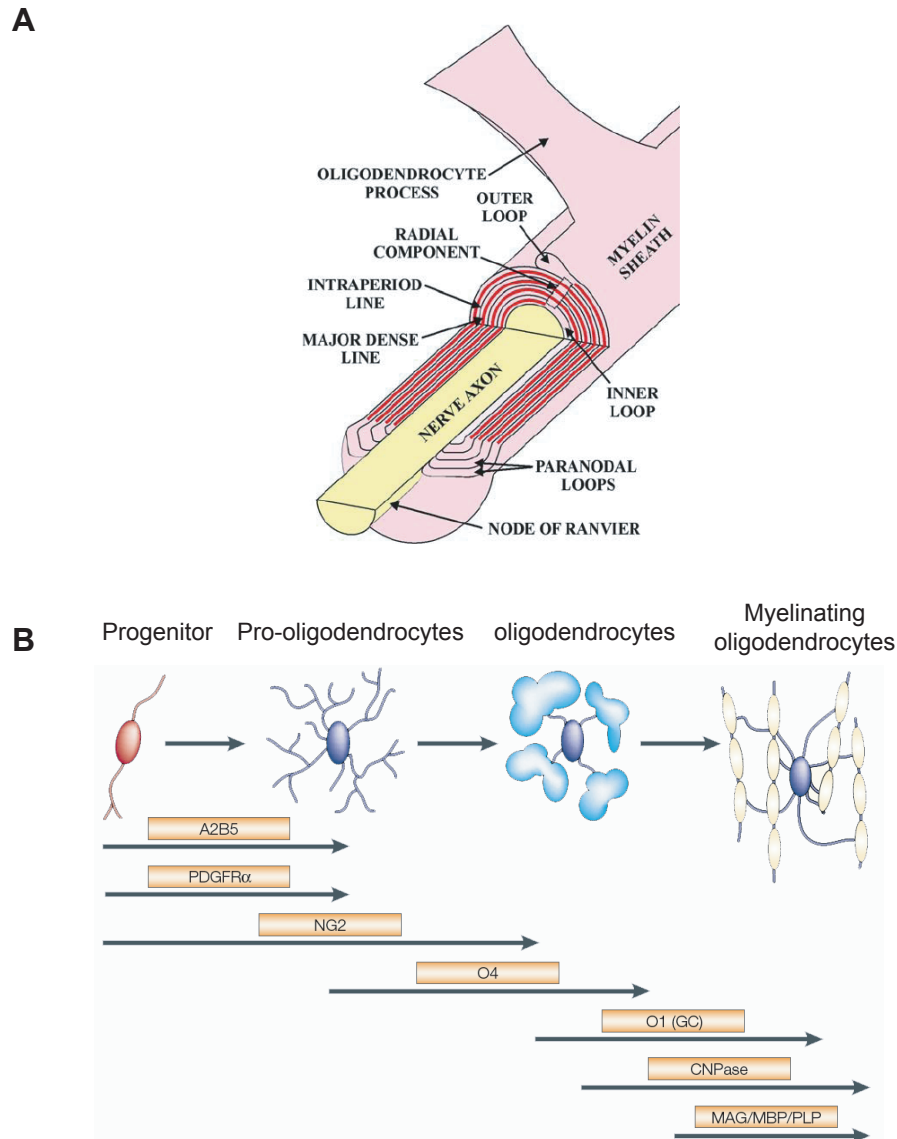 A
OLIGODENDROCYTE
PROCESS
OUTER
LOOP
RADIAL
COMPONENT
MYELIN
SHEATH
INTRAPERIOD
LINE
MAJOR DENSE
LINE
NERVE AXON
INNER
LOOP
PARANODAL
LOOPS
NODE OF RANVIER
B
Progenitor
Pro-oligodendrocytes
oligodendrocytes
Myelinating
oligodendrocytes
A2B5
PDGFRα
NG2
O4
O1 (GC)
CNPase
MAG/MBP/PLP